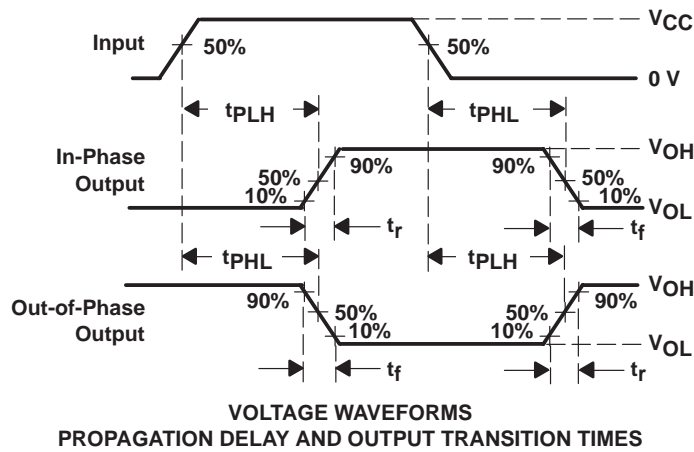 VCC
Input
50%
50%
0 V
tPLH
tPHL
In-Phase
Output
VOH
90%
90%
50%
50%
10%
10%
VOL
tr
tf
tPHL
tPLH
Out-of-Phase
Output
VOH
90%
90%
50%
50%
10%
10%
VOL
tf
tr
VOLTAGE WAVEFORMS
PROPAGATION DELAY AND OUTPUT TRANSITION TIMES